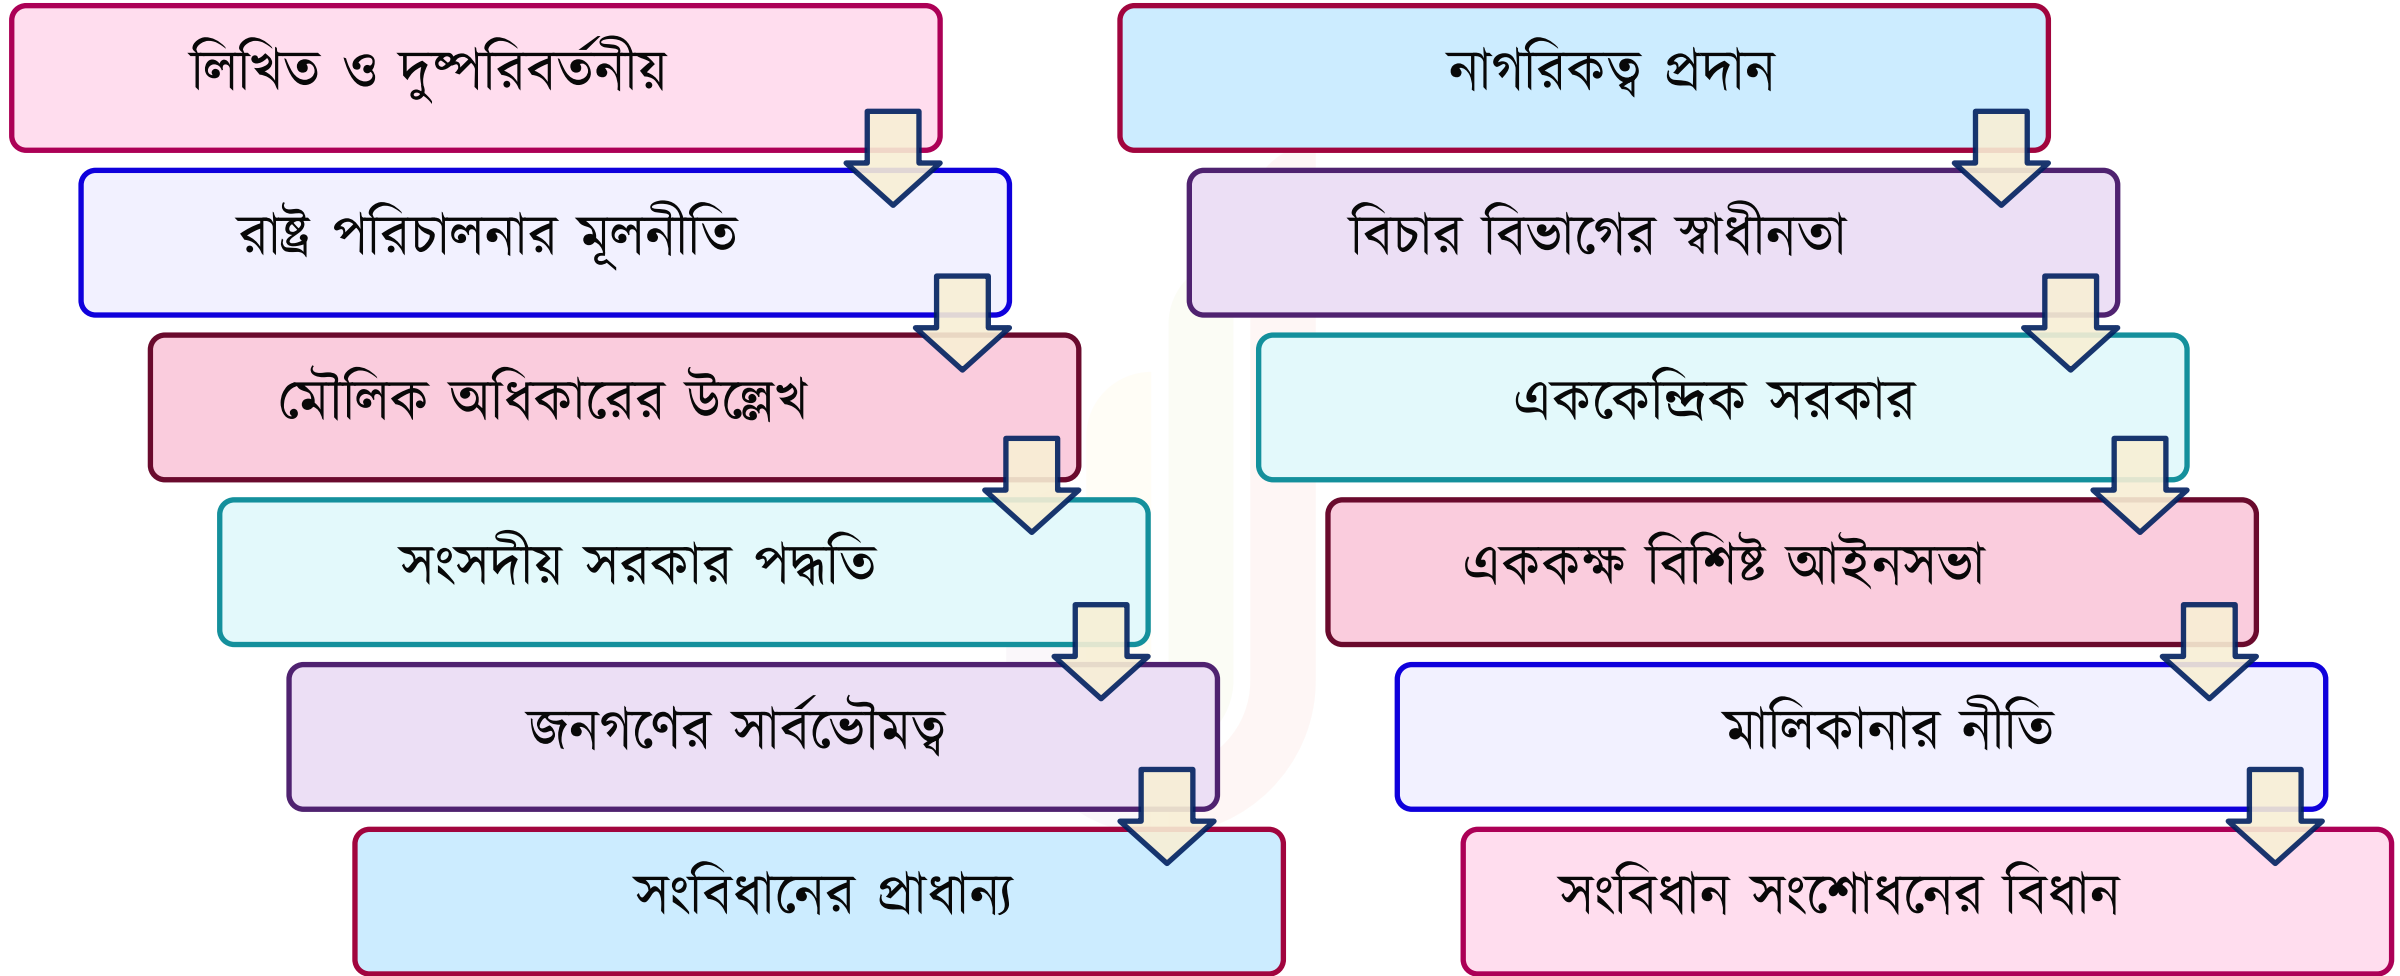 লিখিত ও দুষ্পরিবর্তনীয়
রাষ্ট্র পরিচালনার মূলনীতি
মৌলিক অধিকারের উল্লেখ
সংসদীয় সরকার পদ্ধতি
জনগণের সার্বভৌমত্ব
সংবিধানের প্রাধান্য
নাগরিকত্ব প্রদান
বিচার বিভাগের স্বাধীনতা
এককেন্দ্রিক সরকার
এককক্ষ বিশিষ্ট আইনসভা
মালিকানার নীতি
সংবিধান সংশোধনের বিধান